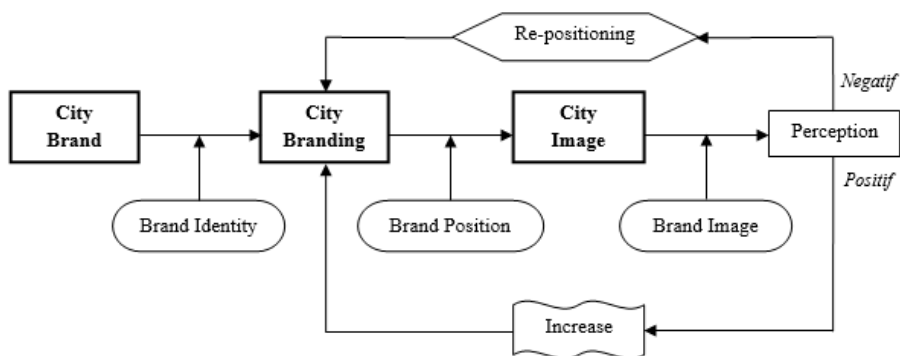 Re-positioning
Negatif
City
Brand
City
Branding
City
Image
Perception
Positif
Brand Identity
Brand Position
Brand Image
Increase